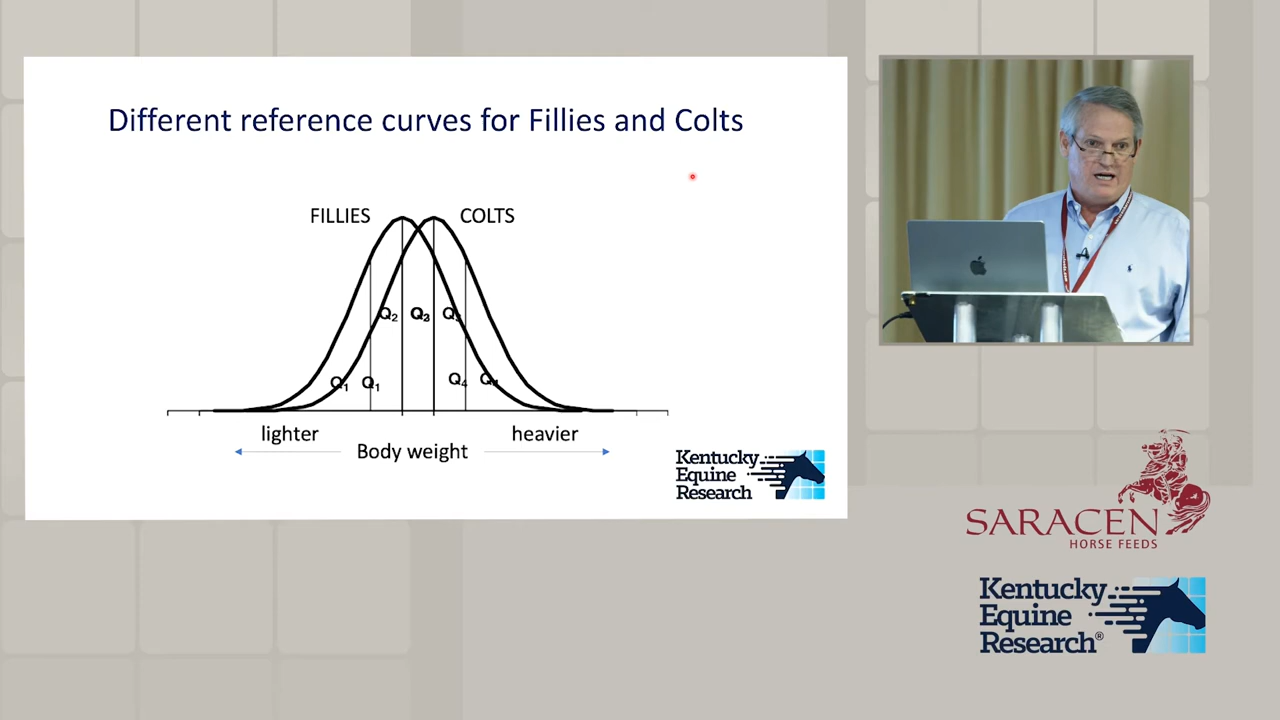 Different reference curves for Fillies and Colts
FILLIES
COLTS
Q2
Q3
Q1
Q1
Q4
lighter
heavier
Body weight
Kentucky
Equine
Research
SARACEN
HORSE FEEDS
Kentucky
Equine
Research®